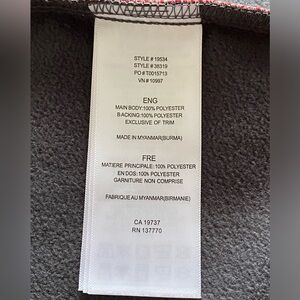 STYLE # 19534
STYLE # 38319
PO # T0015713
VN # 10997
ENG
MAIN BODY:100% POLYESTER
BACKING:100% POLYESTER
EXCLUSIVE OF TRIM
MADE IN MYANMAR(BURMA)
FRE
MATIERE PRINCIPALE:100% POLYESTER
EN DOS: 100% POLYESTER
GARNITURE NON COMPRISE
FABRIQUE AU MYANMAR(BIRMANIE)
CA 19737
RN 137770